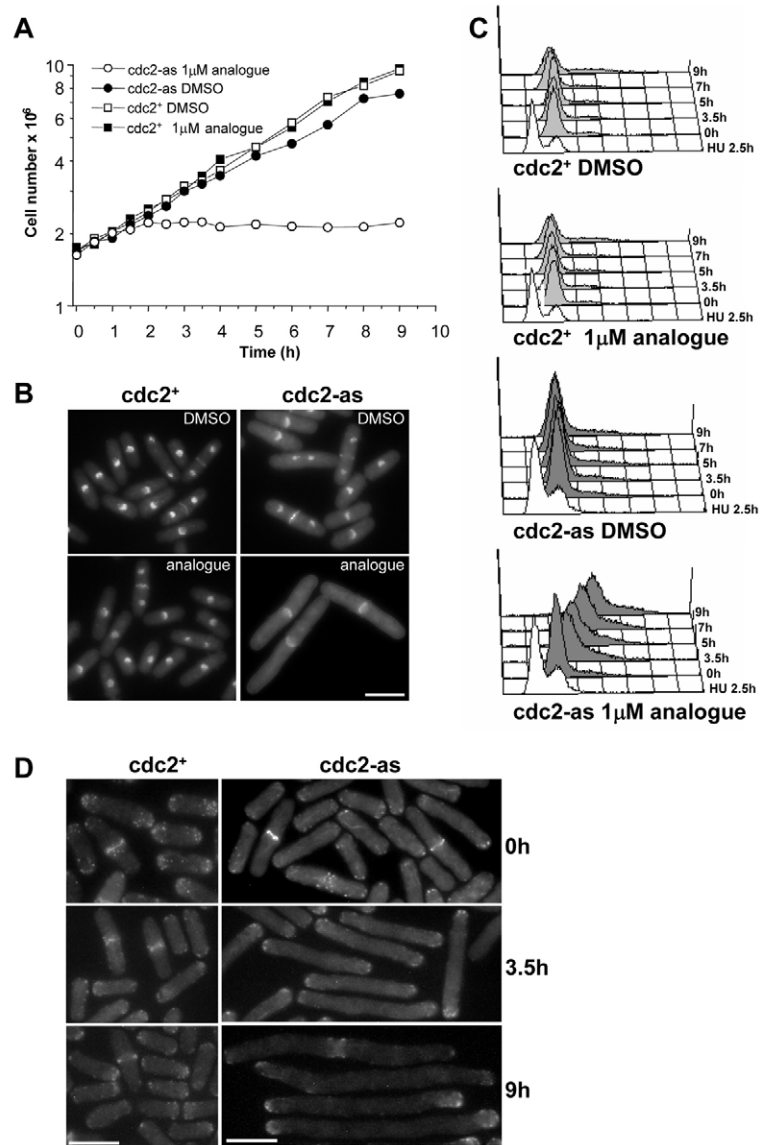 A
cdc2-as 1μM analogue
cdc2-as DMSO
cdc2⁺ DMSO
cdc2⁺ 1μM analogue
Cell number x 10⁶
10
8
6
4
2
1
0 1 2 3 4 5 6 7 8 9 10
Time (h)
B
cdc2⁺ cdc2-as
DMSO DMSO
analogue analogue
C
9h
7h
5h
3.5h
0h
HU 2.5h
cdc2⁺ DMSO
9h
7h
5h
3.5h
0h
HU 2.5h
cdc2⁺ 1μM analogue
9h
7h
5h
3.5h
0h
HU 2.5h
cdc2-as DMSO
9h
7h
5h
3.5h
0h
HU 2.5h
cdc2-as 1μM analogue
D
cdc2⁺ cdc2-as
0h
3.5h
9h